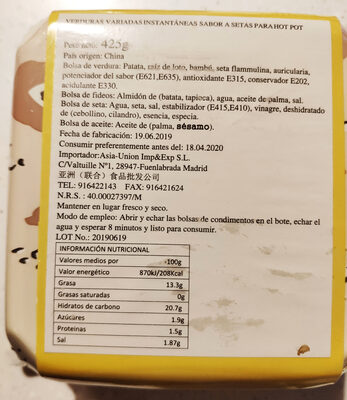 VERDURAS VARIADAS INSTANTÁNEAS SABOR A SETAS PARA HOT POT
Peso neto: 425g
País origen: China
Bolsa de verdura: Patata, raíz de loto, bambú, seta flammulina, auricularia,
potenciador del sabor (E621,E635), antioxidante E315, conservador E202,
acidulante E330.
Bolsa de fideos: Almidón de (batata, tapioca), agua, aceite de palma, sal.
Bolsa de seta: Agua, seta, sal, estabilizador (E415,E410), vinagre, deshidratado
de (cebollino, cilandro), esencia, especia.
Bolsa de aceite: Aceite de (palma, sésamo).
Fecha de fabricación: 19.06.2019
Consumir preferentemente antes del: 18.04.2020
Importador:Asia-Union Imp&Exp S.L.
C/Valtuille Nº1, 28947-Fuenlabrada Madrid
亚洲（联合）食品批发公司
TEL: 916422143 FAX: 916421624
N.R.S. : 40.00027397/M
Mantener en lugar fresco y seco.
Modo de empleo: Abrir y echar las bolsas de condimentos en el bote, echar el
agua y esperar 8 minutos y listo para consumir.
LOT No.: 20190619
INFORMACIÓN NUTRICIONAL
Valores medios por 100g
Valor energético 870kJ/208Kcal
Grasa 13.3g
Grasas saturadas 0g
Hidratos de carbono 20.7g
Azúcares 1.9g
Proteínas 1.5g
Sal 1.87g